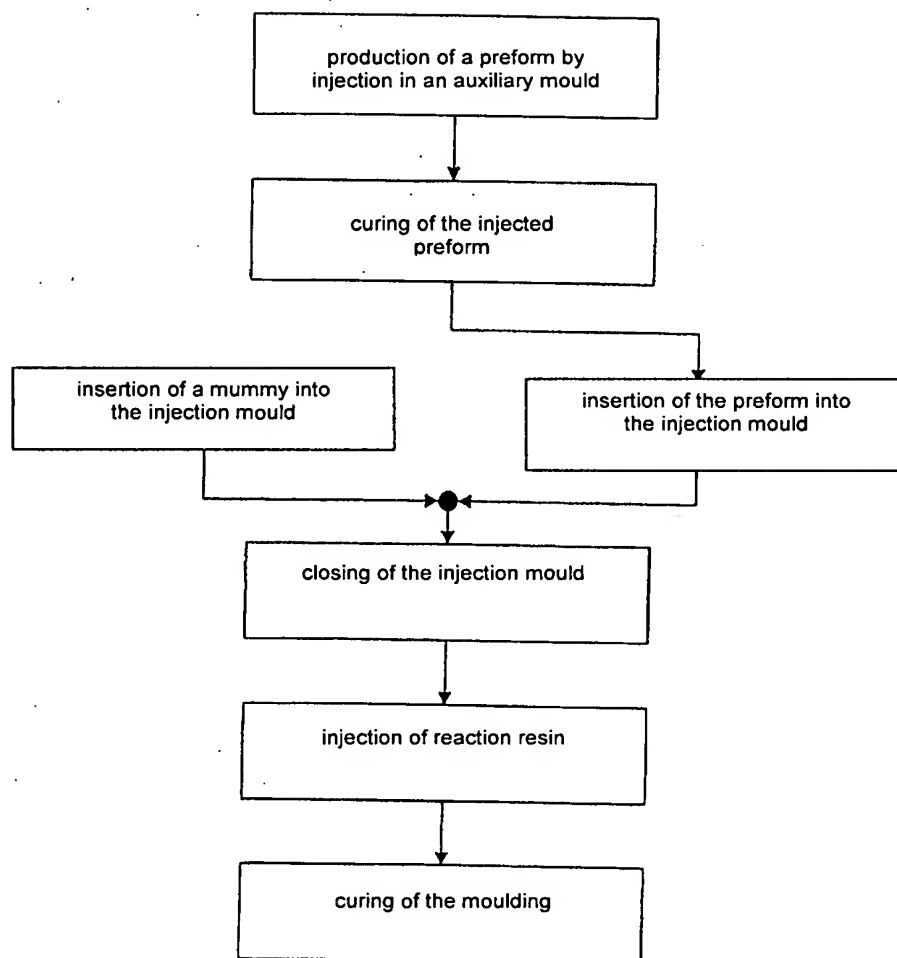 production of a preform by
injection in an auxiliary mould
curing of the injected
preform
insertion of a mummy into
the injection mould
insertion of the preform into
the injection mould
closing of the injection mould
injection of reaction resin
curing of the moulding